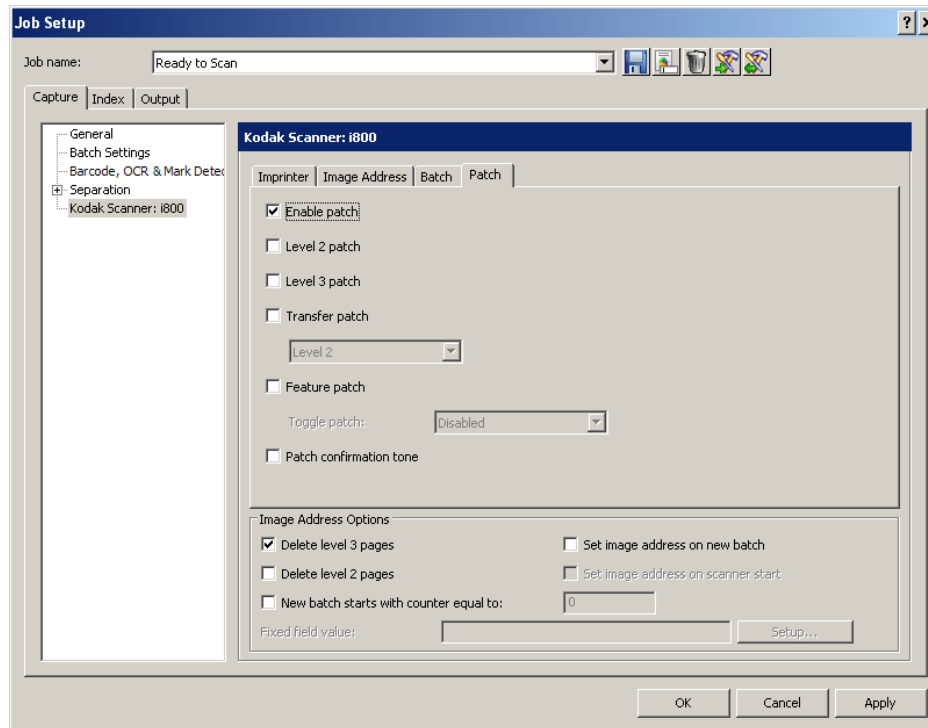 Job Setup
Job name: Ready to Scan
Capture Index Output
General
Batch Settings
Barcode, OCR & Mark Detec
Separation
Kodak Scanner: i800
Kodak Scanner: i800
Imprinter Image Address Batch Patch
Enable patch
Level 2 patch
Level 3 patch
Transfer patch
Level 2
Feature patch
Toggle patch: Disabled
Patch confirmation tone
Image Address Options
Delete level 3 pages Set image address on new batch
Delete level 2 pages Set image address on scanner start
New batch starts with counter equal to: 0
Fixed field value: Setup...
OK Cancel Apply